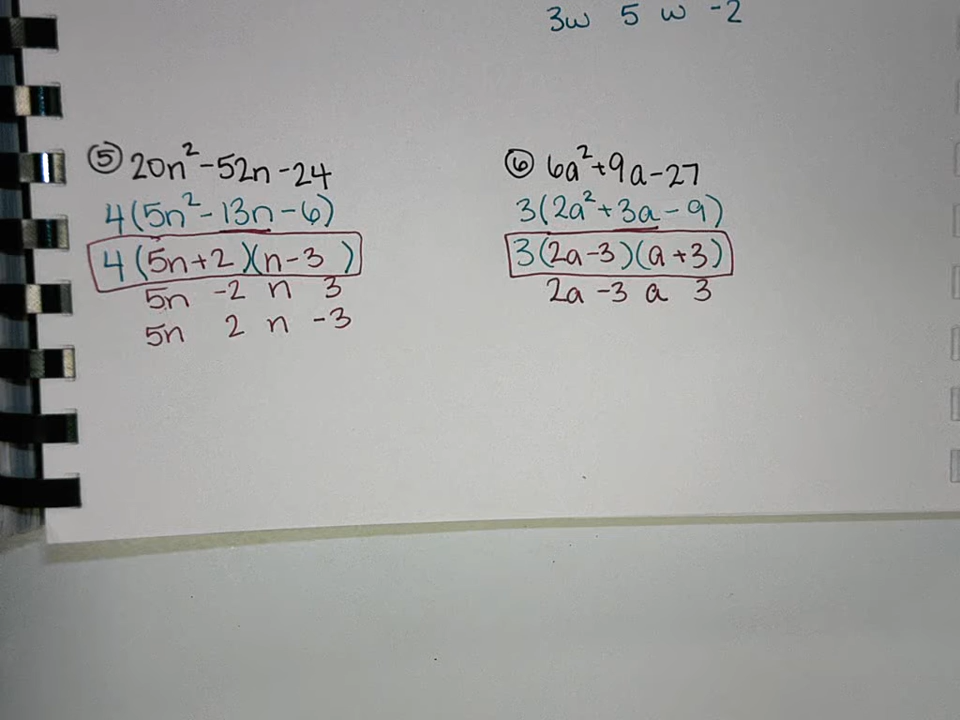 3w 5 w -2
⑤ 20n² -52n -24
4(5n² -13n -6)
4(5n+2)(n-3)
5n -2 n 3
5n 2 n -3
⑥ 6a² +9a -27
3(2a² +3a -9)
3(2a-3)(a+3)
2a -3 a 3